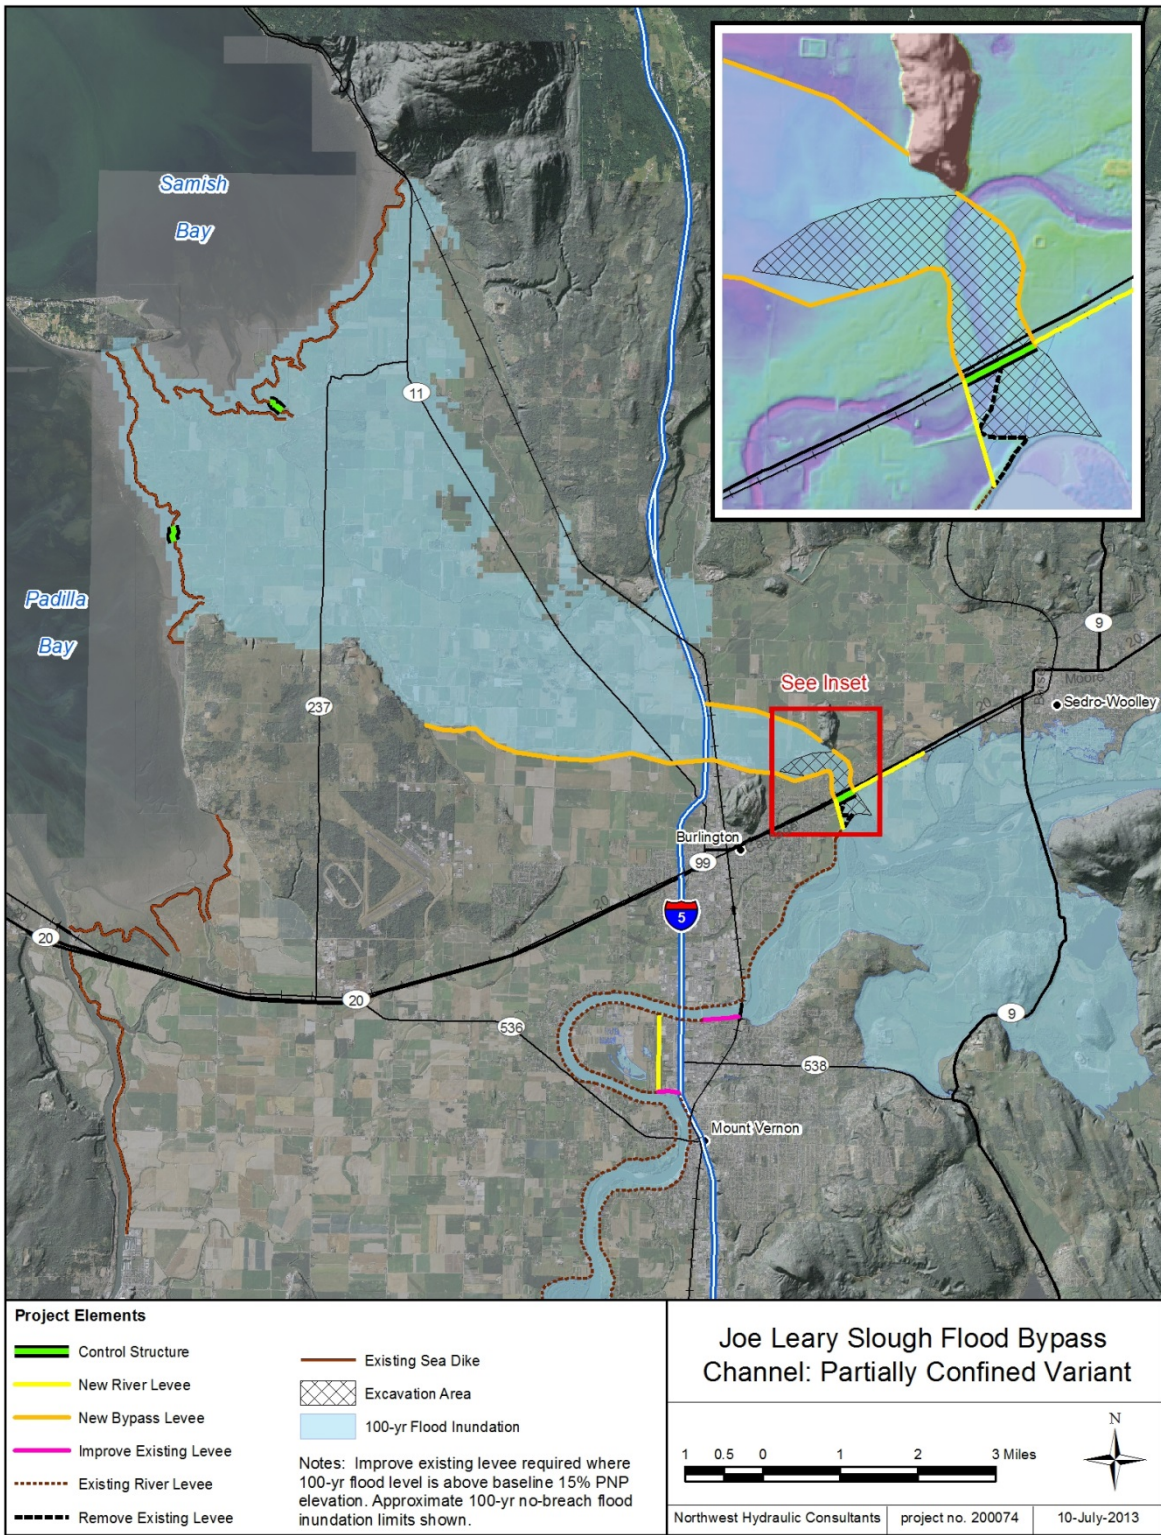 Samish
Bay
11
Padilla
Bay
237
See Inset
9
20
Moore
Sedro-Woolley
Burlington
99
20
5
20
20
536
9
538
Mount Vernon
Project Elements
Control Structure
New River Levee
New Bypass Levee
Improve Existing Levee
Existing River Levee
Remove Existing Levee
Existing Sea Dike
Excavation Area
100-yr Flood Inundation
Notes: Improve existing levee required where
100-yr flood level is above baseline 15% PNP
elevation. Approximate 100-yr no-breach flood
inundation limits shown.
Joe Leary Slough Flood Bypass
Channel: Partially Confined Variant
1 0.5 0 1 2 3 Miles
N
Northwest Hydraulic Consultants project no. 200074 10-July-2013